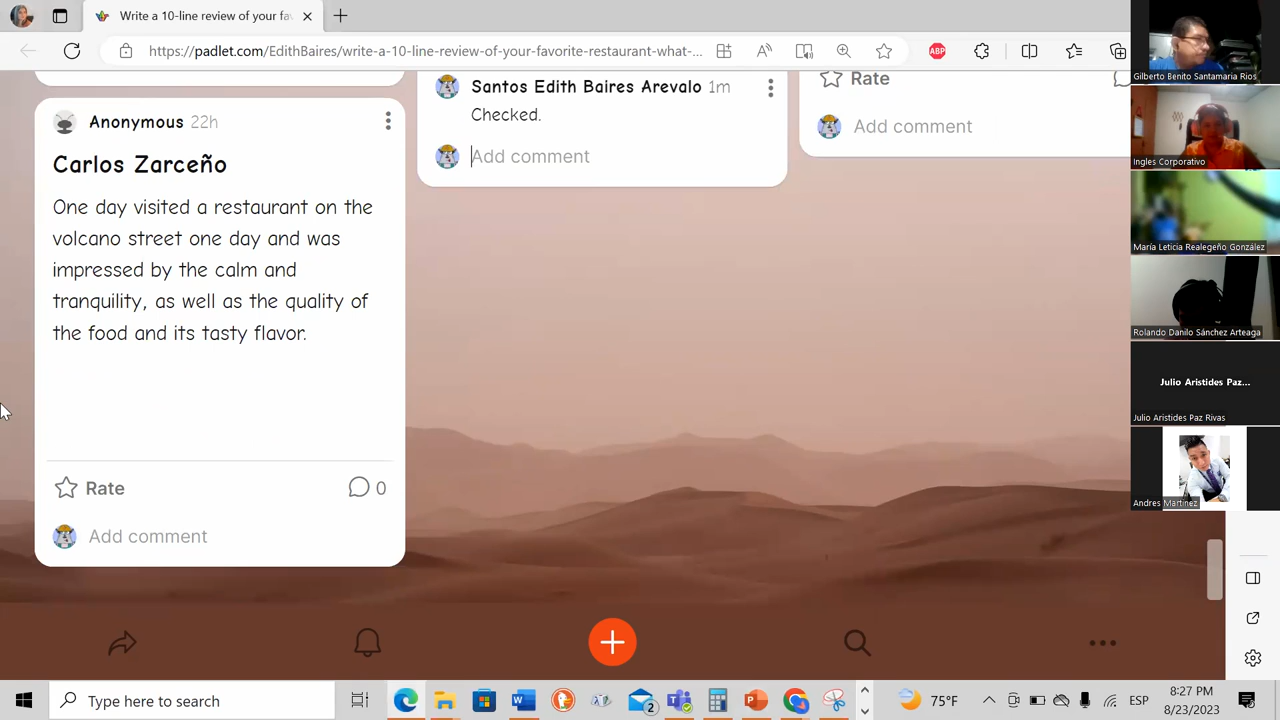 Write a 10-line review of your fa
https://padlet.com/EdithBaires/write-a-10-line-review-of-your-favorite-restaurant-what-...
ABP
Anonymous 22h
Carlos Zarceño
One day visited a restaurant on the
volcano street one day and was
impressed by the calm and
tranquility, as well as the quality of
the food and its tasty flavor.
Rate
0
Add comment
Santos Edith Baires Arevalo 1m
Checked.
Add comment
Rate
Add comment
Gilberto Benito Santamaria Rios
Ingles Corporativo
María Leticia Realegeño González
Rolando Danilo Sánchez Arteaga
Julio Aristides Paz...
Julio Aristides Paz Rivas
Andres Martinez
Type here to search
2
75°F
ESP
8:27 PM
8/23/2023